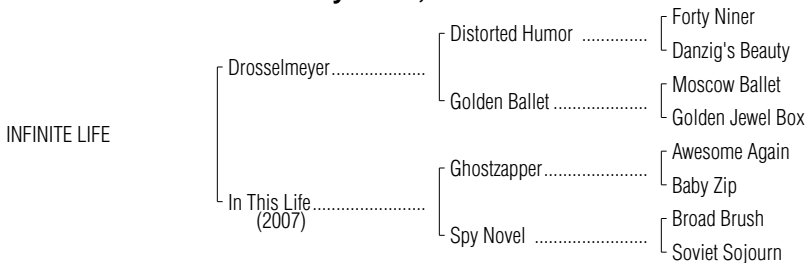 Forty Niner
Distorted Humor ..............
Danzig's Beauty
Drosselmeyer.....................
Moscow Ballet
Golden Ballet .....................
Golden Jewel Box
INFINITE LIFE
Awesome Again
Ghostzapper.......................
Baby Zip
In This Life.........................
(2007)
Broad Brush
Spy Novel .........................
Soviet Sojourn